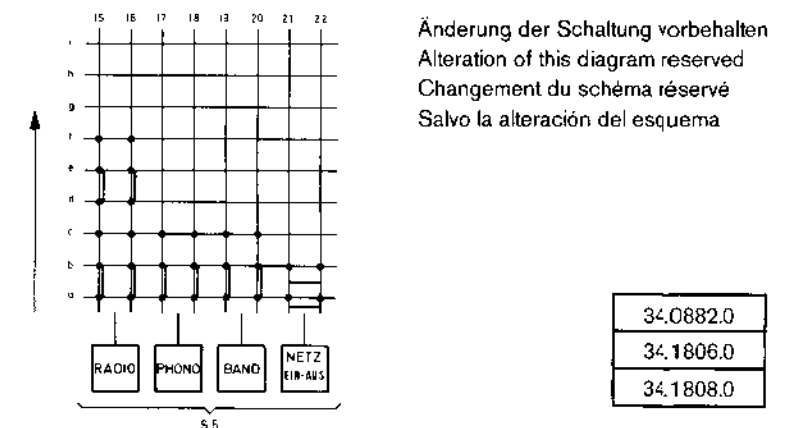 15 16 17 18 19 20 21 22
i
h
g
f
e
d
c
b
a
RADIO PHONO BAND NETZ EIN-AUS
S.5
Änderung der Schaltung vorbehalten
Alteration of this diagram reserved
Changement du schéma réservé
Salvo la alteración del esquema
34.0882.0
34.1806.0
34.1808.0